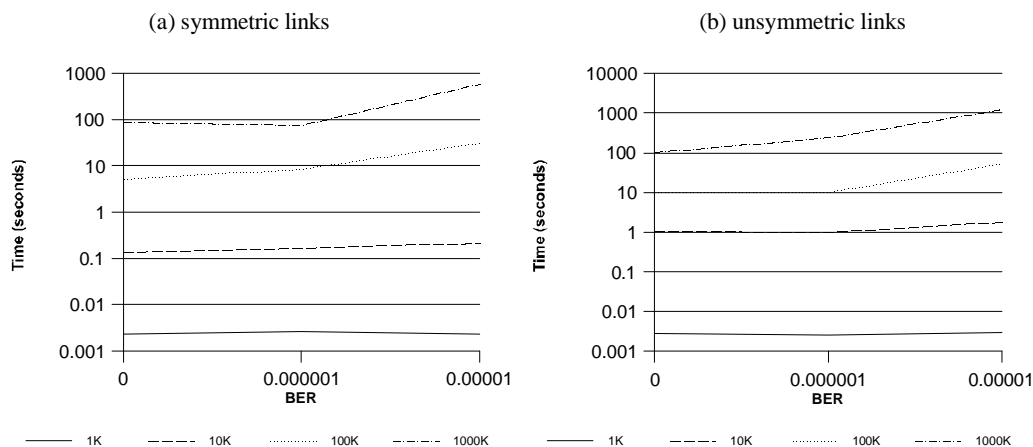 (a) symmetric links
1000
100
10
1
0.1
0.01
0.001
Time (seconds)
0 0.000001 0.00001
BER
1K 10K 100K 1000K
(b) unsymmetric links
10000
1000
100
10
1
0.1
0.01
0.001
Time (seconds)
0 0.000001 0.00001
BER
1K 10K 100K 1000K